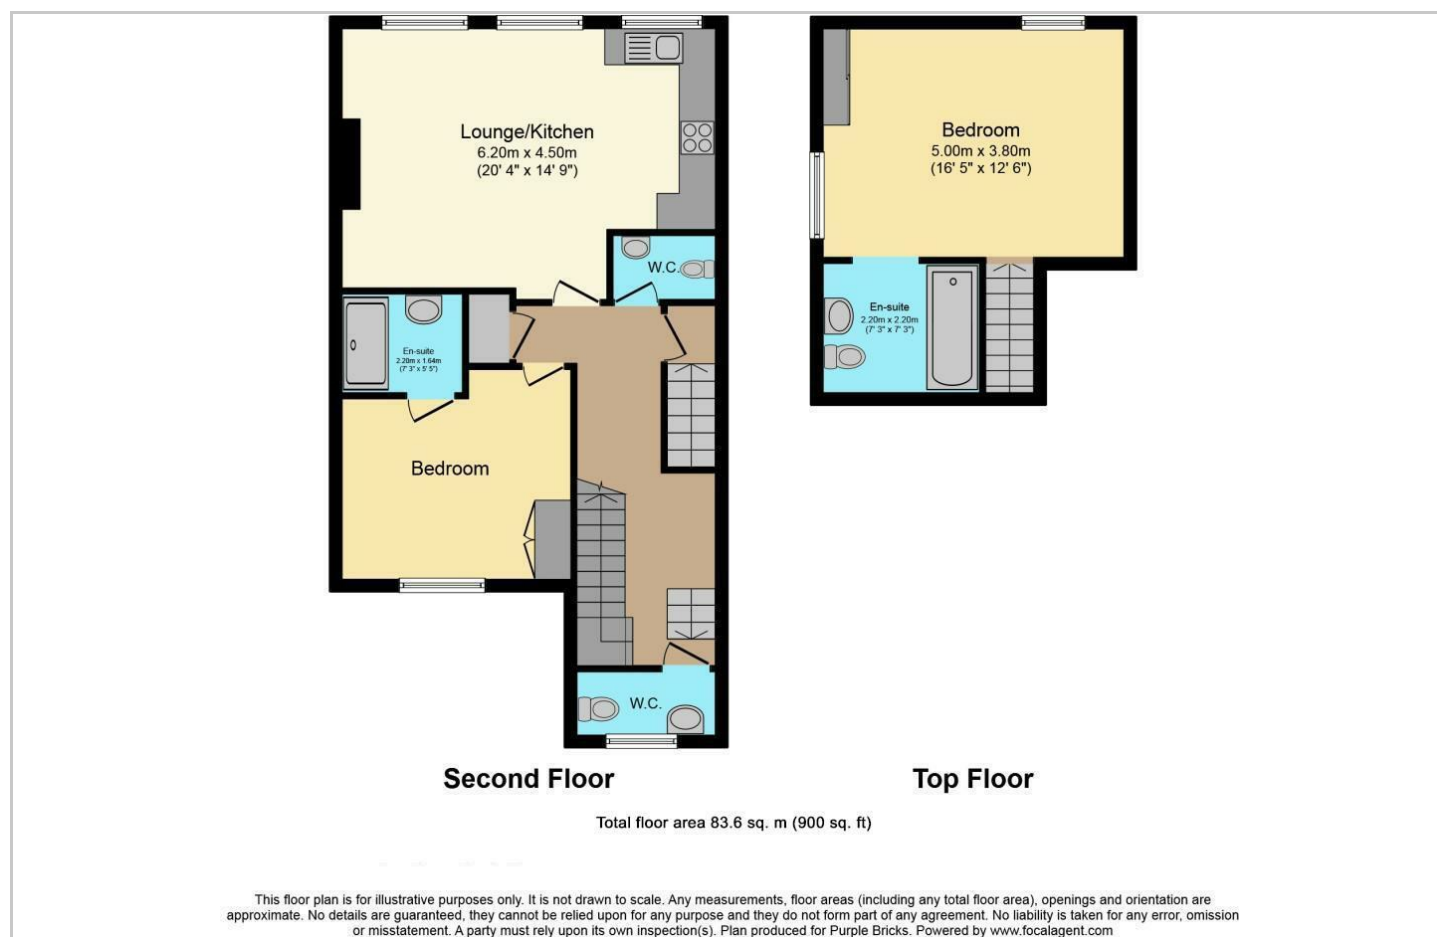 Lounge/Kitchen
6.20m x 4.50m
(20' 4" x 14' 9")
W.C.
En-suite
2.20m x 1.64m
(7' 3" x 5' 5")
Bedroom
W.C.
Second Floor
Bedroom
5.00m x 3.80m
(16' 5" x 12' 6")
En-suite
2.20m x 2.20m
(7' 3" x 7' 3")
Top Floor
Total floor area 83.6 sq. m (900 sq. ft)
This floor plan is for illustrative purposes only. It is not drawn to scale. Any measurements, floor areas (including any total floor area), openings and orientation are
approximate. No details are guaranteed, they cannot be relied upon for any purpose and they do not form part of any agreement. No liability is taken for any error, omission
or misstatement. A party must rely upon its own inspection(s). Plan produced for Purple Bricks. Powered by www.focalagent.com